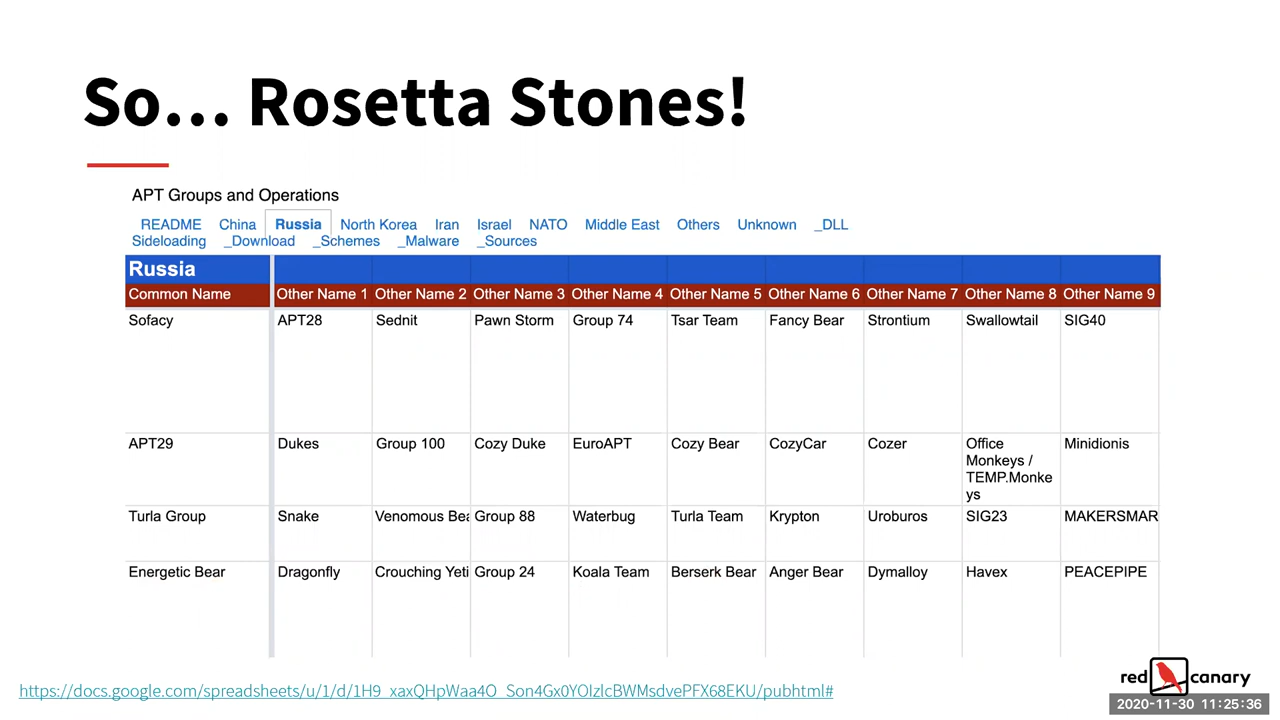 So... Rosetta Stones!
APT Groups and Operations
README China Russia North Korea Iran Israel NATO Middle East Others Unknown _DLL
Sideloading _Download _Schemes _Malware _Sources
Russia
Common Name Other Name 1 Other Name 2 Other Name 3 Other Name 4 Other Name 5 Other Name 6 Other Name 7 Other Name 8 Other Name 9
Sofacy APT28 Sednit Pawn Storm Group 74 Tsar Team Fancy Bear Strontium Swallowtail SIG40
APT29 Dukes Group 100 Cozy Duke EuroAPT Cozy Bear CozyCar Cozer Office Minidionis
Monkeys /
TEMP.Monke
ys
Turla Group Snake Venomous Bea Group 88 Waterbug Turla Team Krypton Uroburos SIG23 MAKERSMAR
Energetic Bear Dragonfly Crouching Yeti Group 24 Koala Team Berserk Bear Anger Bear Dymalloy Havex PEACEPIPE
https://docs.google.com/spreadsheets/u/1/d/1H9_xaxQHpWaa4O_Son4Gx0YOIzlcBWMsdvePFX68EKU/pubhtml#
red canary
2020-11-30 11:25:36